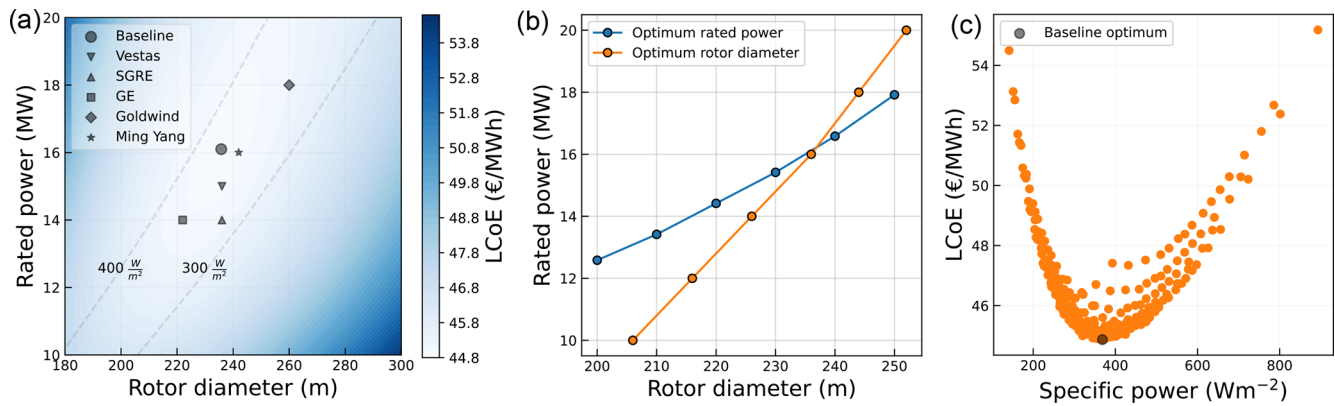 (a)
20
18
16
14
12
10
Rated power (MW)
Baseline
Vestas
SGRE
GE
Goldwind
Ming Yang
400 W/m²
300 W/m²
180 200 220 240 260 280 300
Rotor diameter (m)
53.8
52.8
51.8
50.8
49.8
48.8
47.8
46.8
45.8
44.8
LCoE (€/MWh)
(b)
20
18
16
14
12
10
Rated power (MW)
Optimum rated power
Optimum rotor diameter
200 210 220 230 240 250
Rotor diameter (m)
(c)
Baseline optimum
54
52
50
48
46
LCoE (€/MWh)
200 400 600 800
Specific power (Wm⁻²)